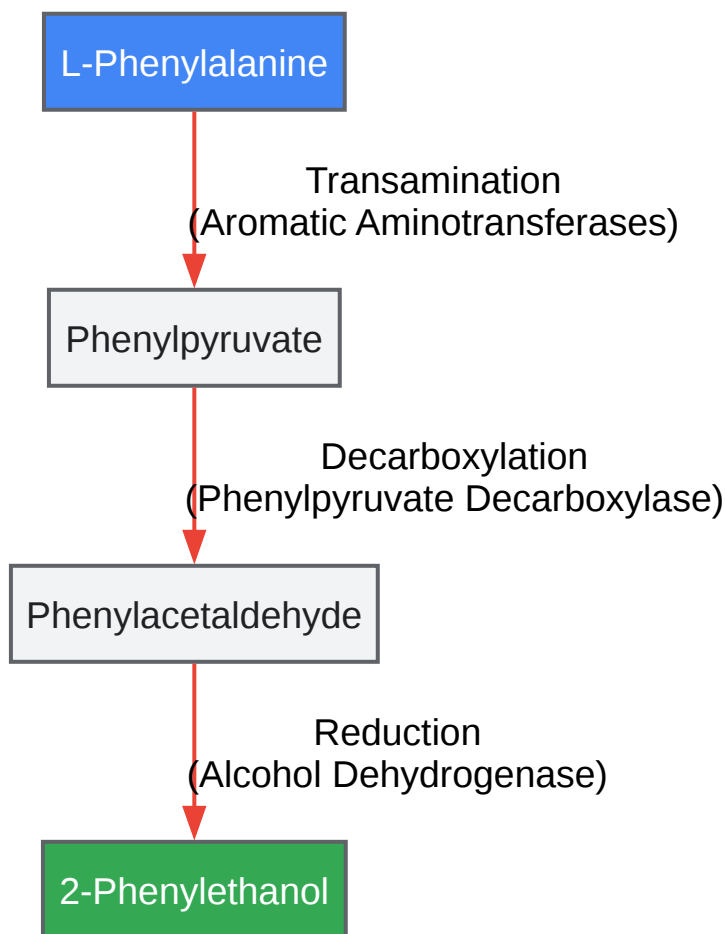 L-Phenylalanine
Transamination
(Aromatic Aminotransferases)
Phenylpyruvate
Decarboxylation
(Phenylpyruvate Decarboxylase)
Phenylacetaldehyde
Reduction
(Alcohol Dehydrogenase)
2-Phenylethanol